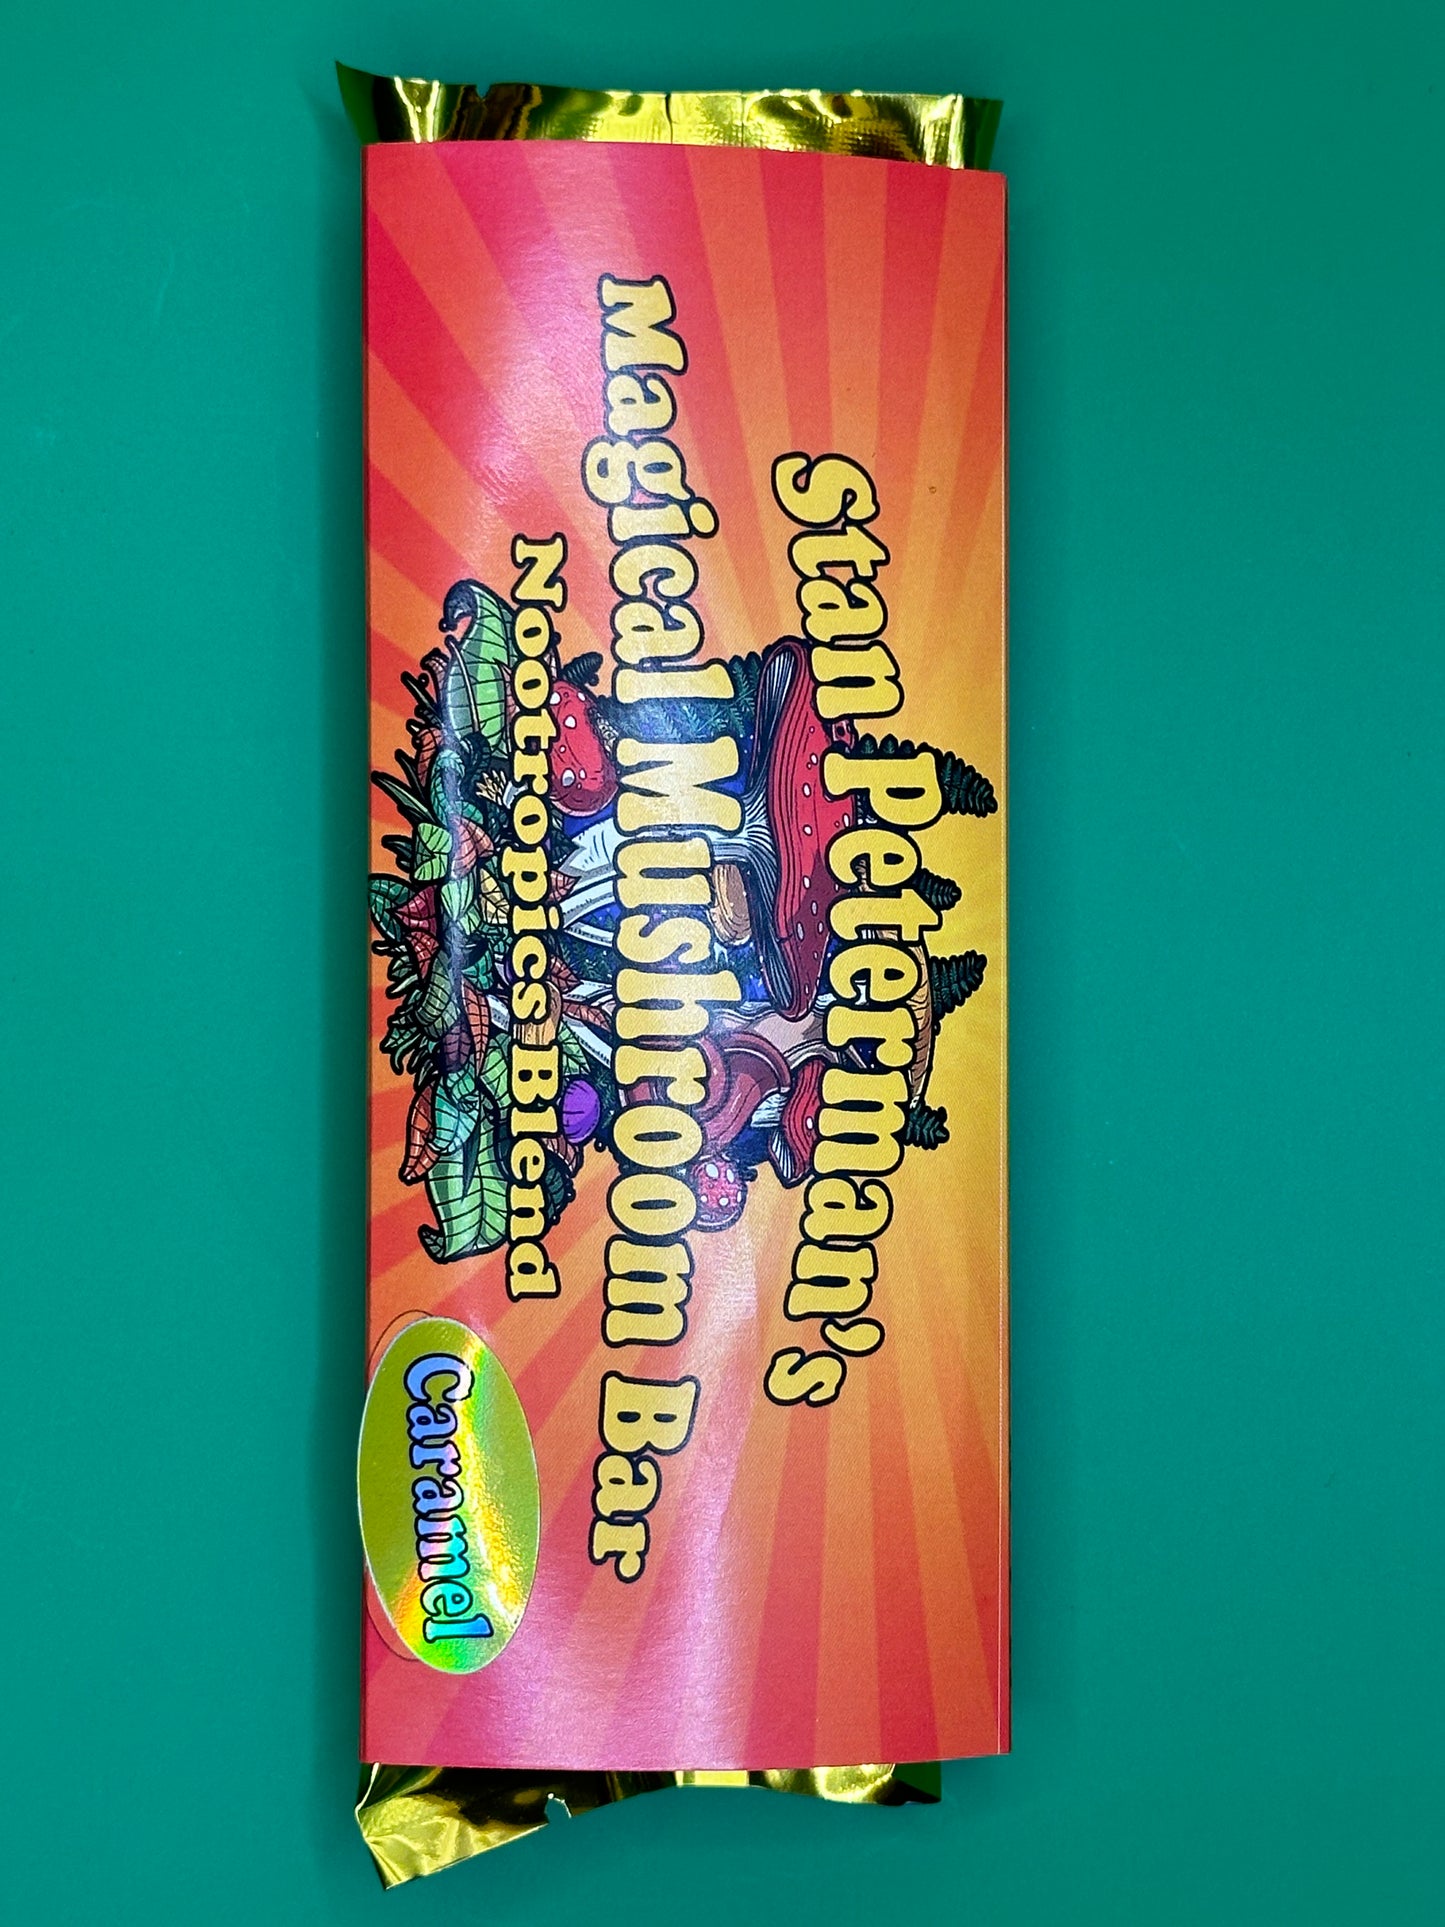 Stan Peterman's
Magical Mushroom Bar
Nootropics Blend
Caramel